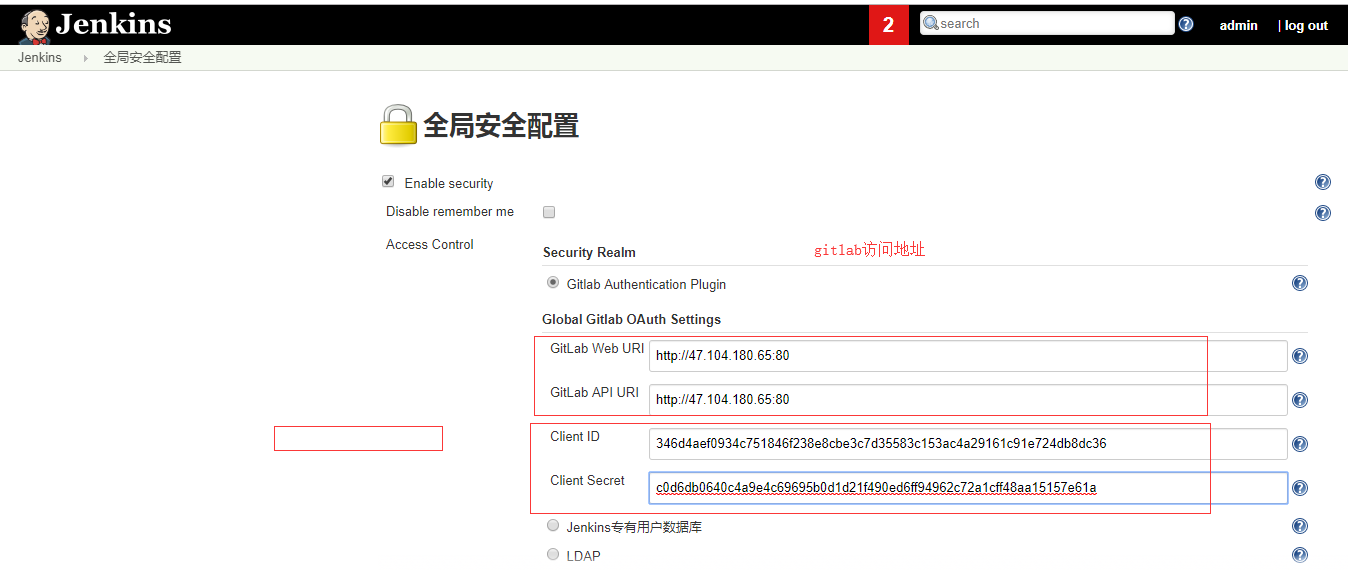 Jenkins
2
search
admin
| log out
Jenkins
全局安全配置
全局安全配置
Enable security
Disable remember me
Access Control
Security Realm
gitlab访问地址
Gitlab Authentication Plugin
Global Gitlab OAuth Settings
GitLab Web URI
http://47.104.180.65:80
GitLab API URI
http://47.104.180.65:80
Client ID
346d4aef0934c751846f238e8cbe3c7d35583c153ac4a29161c91e724db8dc36
Client Secret
c0d6db0640c4a9e4c69695b0d1d21f490ed6ff94962c72a1cff48aa15157e61a
Jenkins专有用户数据库
LDAP